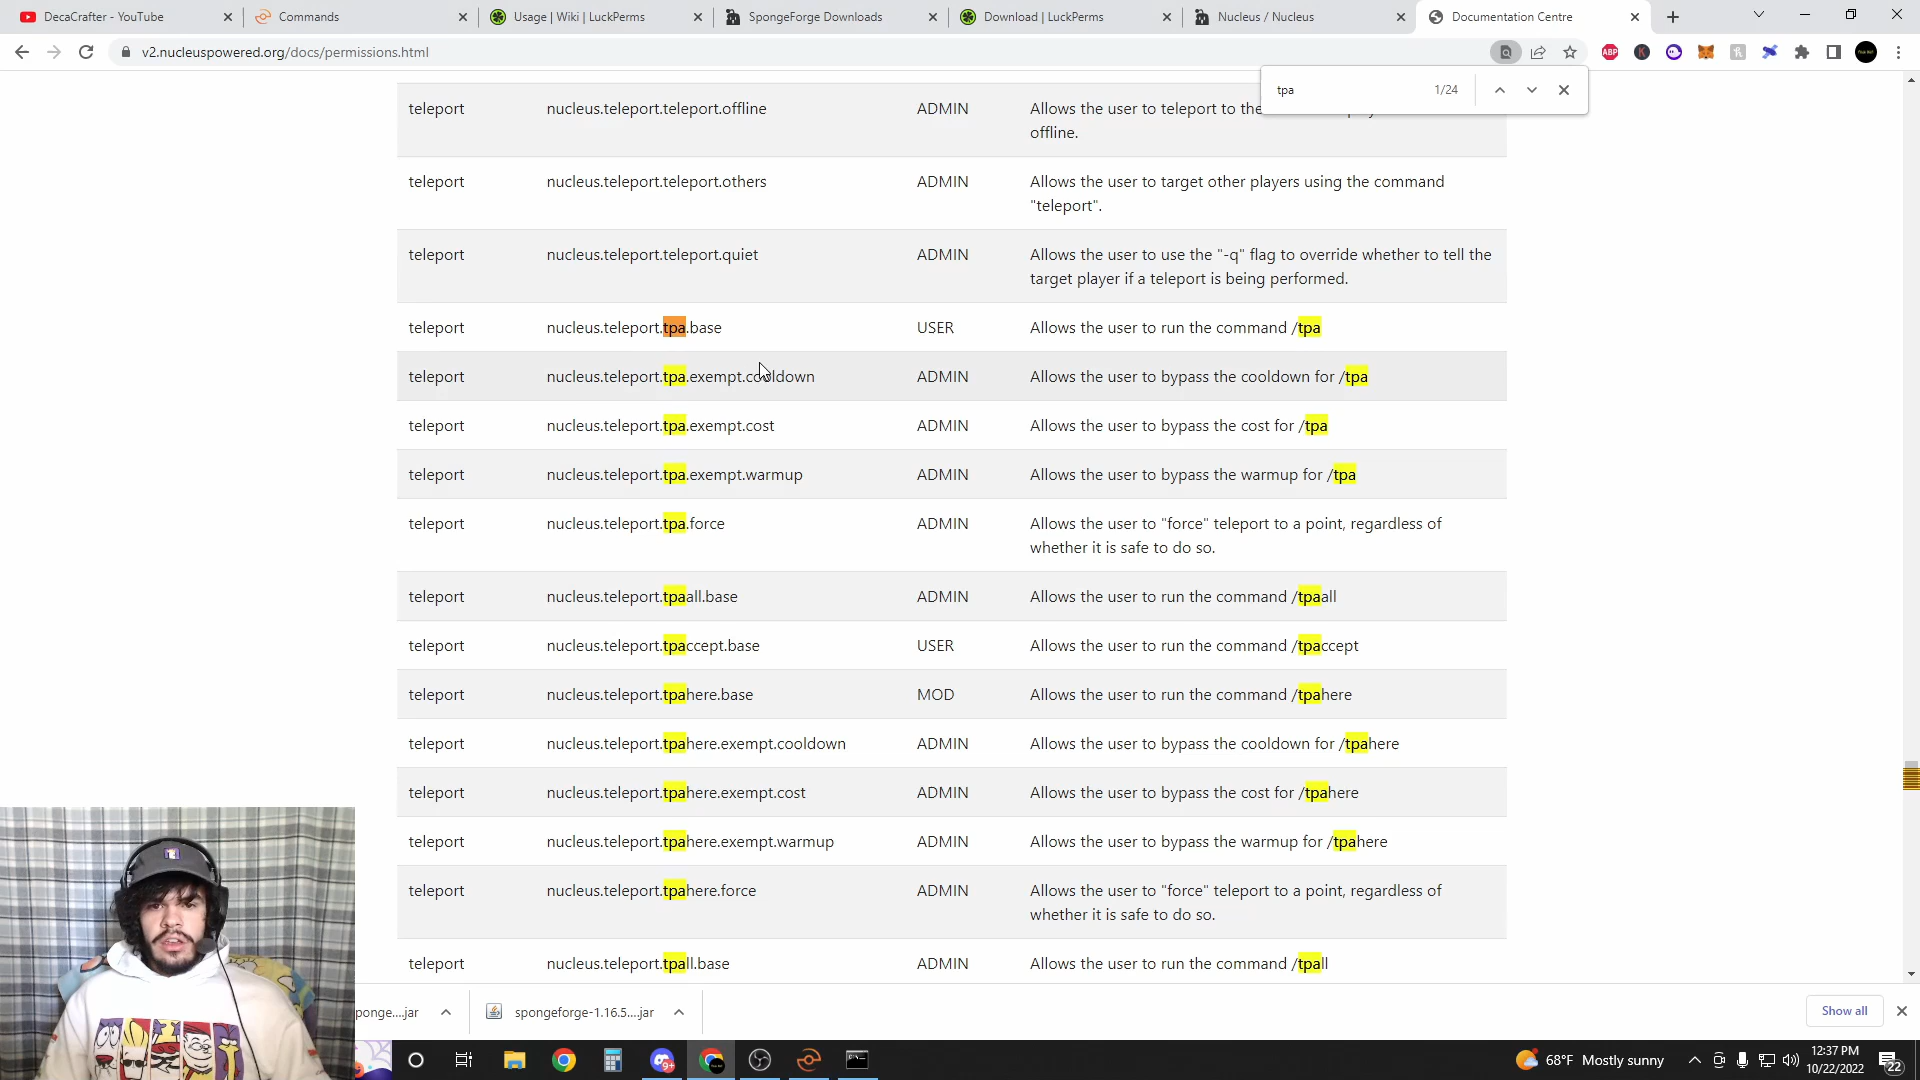 DecaCrafter - YouTube
Commands
Usage | Wiki | LuckPerms
SpongeForge Downloads
Download | LuckPerms
Nucleus / Nucleus
Documentation Centre
v2.nucleuspowered.org/docs/permissions.html
ABP
tpa 1/24
teleport nucleus.teleport.teleport.offline ADMIN Allows the user to teleport to the
offline.
teleport nucleus.teleport.teleport.others ADMIN Allows the user to target other players using the command
"teleport".
teleport nucleus.teleport.teleport.quiet ADMIN Allows the user to use the "-q" flag to override whether to tell the
target player if a teleport is being performed.
teleport nucleus.teleport.tpa.base USER Allows the user to run the command /tpa
teleport nucleus.teleport.tpa.exempt.cooldown ADMIN Allows the user to bypass the cooldown for /tpa
teleport nucleus.teleport.tpa.exempt.cost ADMIN Allows the user to bypass the cost for /tpa
teleport nucleus.teleport.tpa.exempt.warmup ADMIN Allows the user to bypass the warmup for /tpa
teleport nucleus.teleport.tpa.force ADMIN Allows the user to "force" teleport to a point, regardless of
whether it is safe to do so.
teleport nucleus.teleport.tpaall.base ADMIN Allows the user to run the command /tpaall
teleport nucleus.teleport.tpaccept.base USER Allows the user to run the command /tpaccept
teleport nucleus.teleport.tpahere.base MOD Allows the user to run the command /tpahere
teleport nucleus.teleport.tpahere.exempt.cooldown ADMIN Allows the user to bypass the cooldown for /tpahere
teleport nucleus.teleport.tpahere.exempt.cost ADMIN Allows the user to bypass the cost for /tpahere
teleport nucleus.teleport.tpahere.exempt.warmup ADMIN Allows the user to bypass the warmup for /tpahere
teleport nucleus.teleport.tpahere.force ADMIN Allows the user to "force" teleport to a point, regardless of
whether it is safe to do so.
teleport nucleus.teleport.tpall.base ADMIN Allows the user to run the command /tpall
ponge....jar
spongeforge-1.16.5....jar
Show all
9+
68°F Mostly sunny
12:37 PM
10/22/2022
22